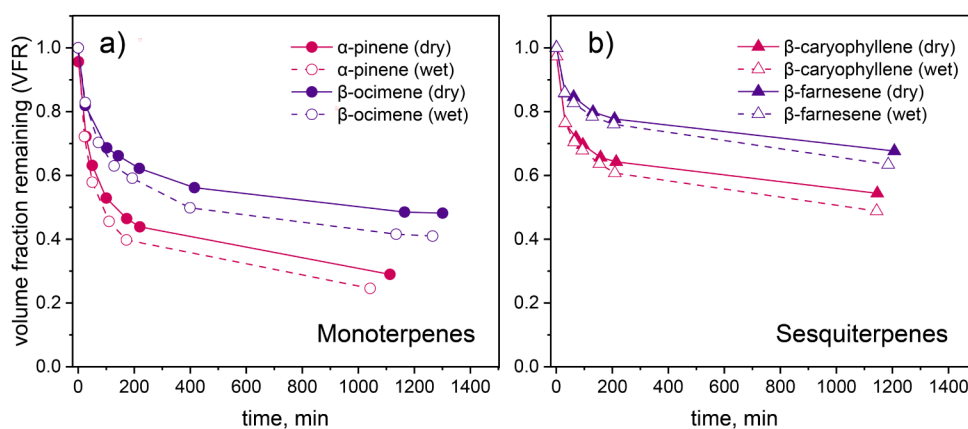 a)
α-pinene (dry)
α-pinene (wet)
β-ocimene (dry)
β-ocimene (wet)
Monoterpenes
volume fraction remaining (VFR)
1.0
0.8
0.6
0.4
0.2
0.0
0 200 400 600 800 1000 1200 1400
time, min
b)
β-caryophyllene (dry)
β-caryophyllene (wet)
β-farnesene (dry)
β-farnesene (wet)
Sesquiterpenes
1.0
0.8
0.6
0.4
0.2
0.0
0 200 400 600 800 1000 1200 1400
time, min